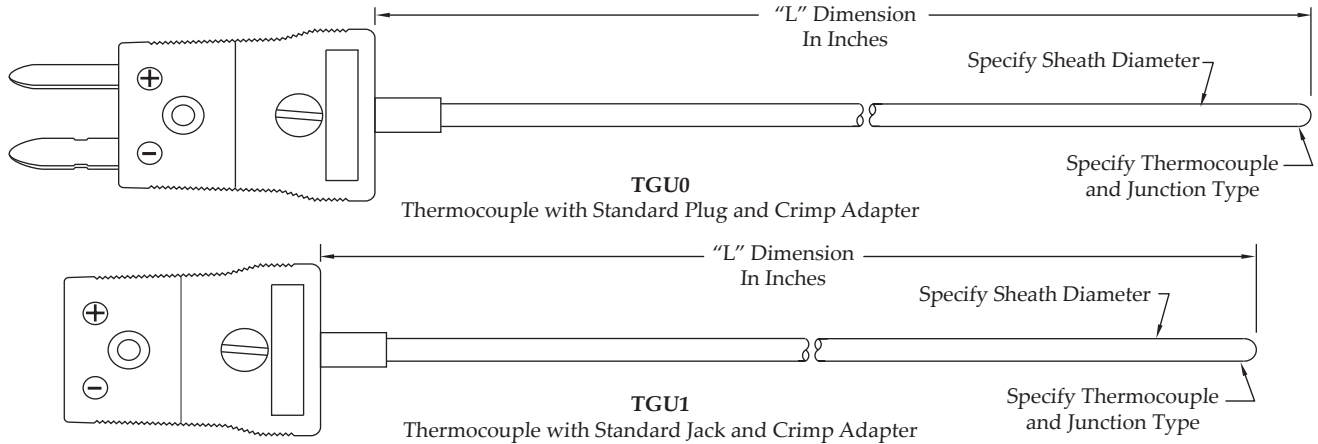 “L” Dimension
In Inches
Specify Sheath Diameter
+
−
Specify Thermocouple
and Junction Type
TGU0
Thermocouple with Standard Plug and Crimp Adapter
“L” Dimension
In Inches
Specify Sheath Diameter
+
−
Specify Thermocouple
and Junction Type
TGU1
Thermocouple with Standard Jack and Crimp Adapter